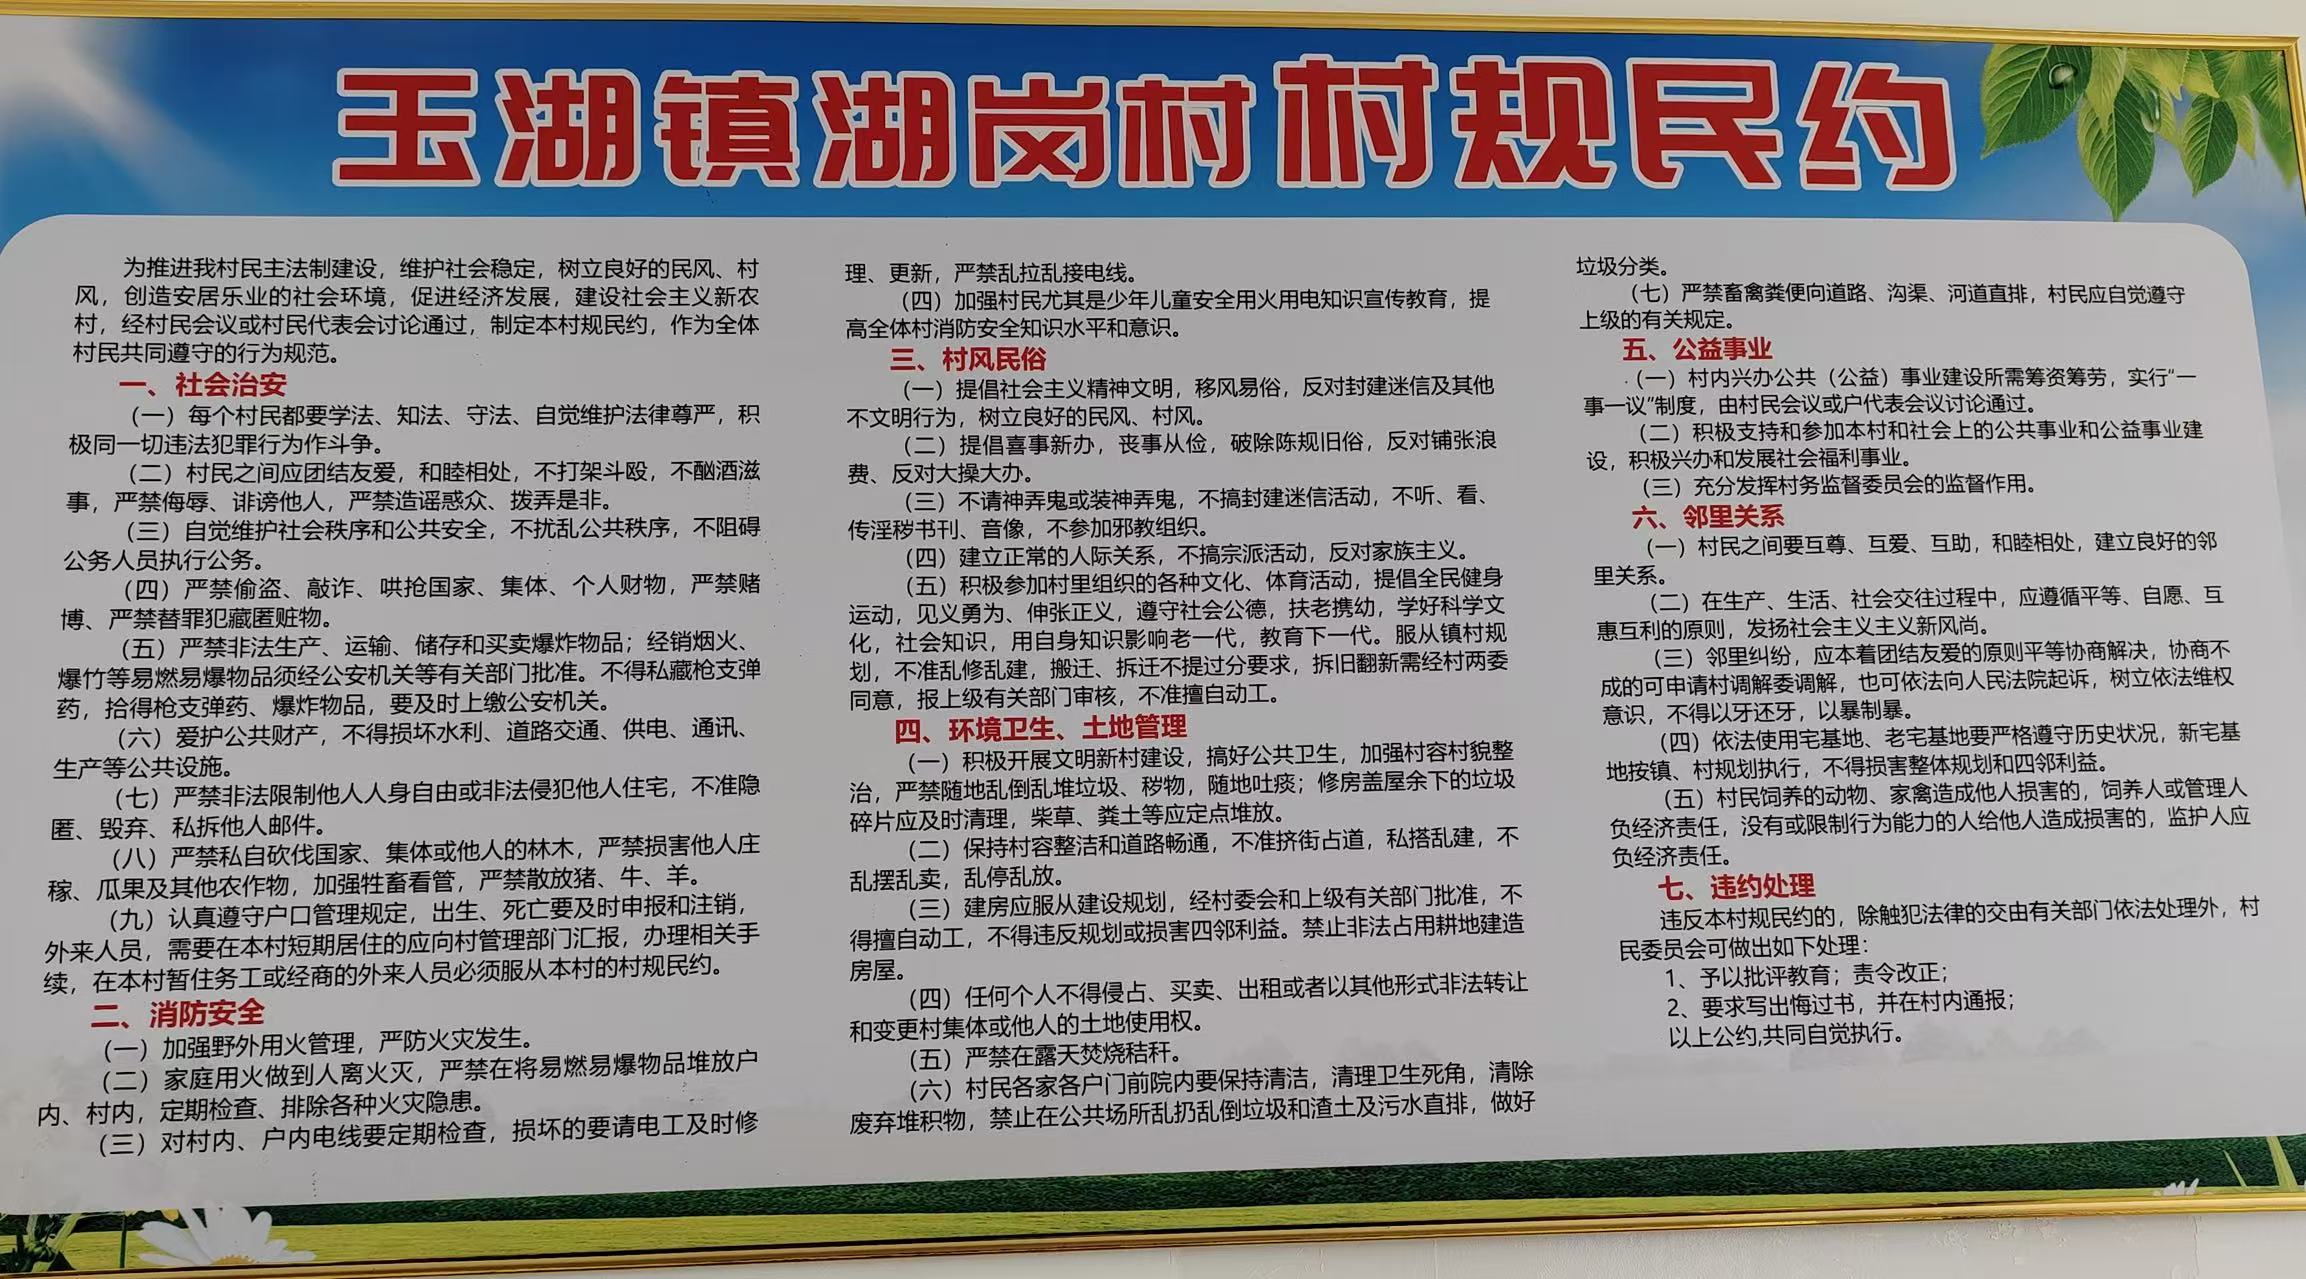 玉湖镇湖岗村村规民约
为推进我村民主法制建设，维护社会稳定，树立良好的民风、村
风，创造安居乐业的社会环境，促进经济发展，建设社会主义新农
村，经村民会议或村民代表会讨论通过，制定本村规民约，作为全体
村民共同遵守的行为规范。
一、社会治安
（一）每个村民都要学法、知法、守法、自觉维护法律尊严，积
极同一切违法犯罪行为作斗争。
（二）村民之间应团结友爱，和睦相处，不打架斗殴，不酗酒滋
事，严禁侮辱、诽谤他人，严禁造谣惑众、拨弄是非。
（三）自觉维护社会秩序和公共安全，不扰乱公共秩序，不阻碍
公务人员执行公务。
（四）严禁偷盗、敲诈、哄抢国家、集体、个人财物，严禁赌
博、严禁替罪犯藏匿赃物。
（五）严禁非法生产、运输、储存和买卖爆炸物品；经销烟火、
爆竹等易燃易爆物品须经公安机关等有关部门批准。不得私藏枪支弹
药，拾得枪支弹药、爆炸物品，要及时上缴公安机关。
（六）爱护公共财产，不得损坏水利、道路交通、供电、通讯、
生产等公共设施。
（七）严禁非法限制他人人身自由或非法侵犯他人住宅，不准隐
匿、毁弃、私拆他人邮件。
（八）严禁私自砍伐国家、集体或他人的林木，严禁损害他人庄
稼、瓜果及其他农作物，加强牲畜看管，严禁散放猪、牛、羊。
（九）认真遵守户口管理规定，出生、死亡要及时申报和注销，
外来人员，需要在本村短期居住的应向村管理部门汇报，办理相关手
续，在本村暂住务工或经商的外来人员必须服从本村的村规民约。
二、消防安全
（一）加强野外用火管理，严防火灾发生。
（二）家庭用火做到人离火灭，严禁在将易燃易爆物品堆放户
内、村内，定期检查、排除各种火灾隐患。
（三）对村内、户内电线要定期检查，损坏的要请电工及时修
理、更新，严禁乱拉乱接电线。
（四）加强村民尤其是少年儿童安全用火用电知识宣传教育，提
高全体村消防安全知识水平和意识。
三、村风民俗
（一）提倡社会主义精神文明，移风易俗，反对封建迷信及其他
不文明行为，树立良好的民风、村风。
（二）提倡喜事新办，丧事从俭，破除陈规旧俗，反对铺张浪
费、反对大操大办。
（三）不请神弄鬼或装神弄鬼，不搞封建迷信活动，不听、看、
传淫秽书刊、音像，不参加邪教组织。
（四）建立正常的人际关系，不搞宗派活动，反对家族主义。
（五）积极参加村里组织的各种文化、体育活动，提倡全民健身
运动，见义勇为、伸张正义，遵守社会公德，扶老携幼，学好科学文
化，社会知识，用自身知识影响老一代，教育下一代。服从镇村规
划，不准乱修乱建，搬迁、拆迁不提过分要求，拆旧翻新需经村两委
同意，报上级有关部门审核，不准擅自动工。
四、环境卫生、土地管理
（一）积极开展文明新村建设，搞好公共卫生，加强村容村貌整
治，严禁随地乱倒乱堆垃圾、秽物，随地吐痰；修房盖屋余下的垃圾
碎片应及时清理，柴草、粪土等应定点堆放。
（二）保持村容整洁和道路畅通，不准挤街占道，私搭乱建，不
乱摆乱卖，乱停乱放。
（三）建房应服从建设规划，经村委会和上级有关部门批准，不
得擅自动工，不得违反规划或损害四邻利益。禁止非法占用耕地建造
房屋。
（四）任何个人不得侵占、买卖、出租或者以其他形式非法转让
和变更村集体或他人的土地使用权。
（五）严禁在露天焚烧秸秆。
（六）村民各家各户门前院内要保持清洁，清理卫生死角，清除
废弃堆积物，禁止在公共场所乱扔乱倒垃圾和渣土及污水直排，做好
垃圾分类。
（七）严禁畜禽粪便向道路、沟渠、河道直排，村民应自觉遵守
上级的有关规定。
五、公益事业
（一）村内兴办公共（公益）事业建设所需筹资筹劳，实行“一
事一议”制度，由村民会议或户代表会议讨论通过。
（二）积极支持和参加本村和社会上的公共事业和公益事业建
设，积极兴办和发展社会福利事业。
（三）充分发挥村务监督委员会的监督作用。
六、邻里关系
（一）村民之间要互尊、互爱、互助，和睦相处，建立良好的邻
里关系。
（二）在生产、生活、社会交往过程中，应遵循平等、自愿、互
惠互利的原则，发扬社会主义主义新风尚。
（三）邻里纠纷，应本着团结友爱的原则平等协商解决，协商不
成的可申请村调解委调解，也可依法向人民法院起诉，树立依法维权
意识，不得以牙还牙，以暴制暴。
（四）依法使用宅基地、老宅基地要严格遵守历史状况，新宅基
地按镇、村规划执行，不得损害整体规划和四邻利益。
（五）村民饲养的动物、家禽造成他人损害的，饲养人或管理人
负经济责任，没有或限制行为能力的人给他人造成损害的，监护人应
负经济责任。
七、违约处理
违反本村规民约的，除触犯法律的交由有关部门依法处理外，村
民委员会可做出如下处理：
1、予以批评教育；责令改正；
2、要求写出悔过书，并在村内通报；
以上公约,共同自觉执行。